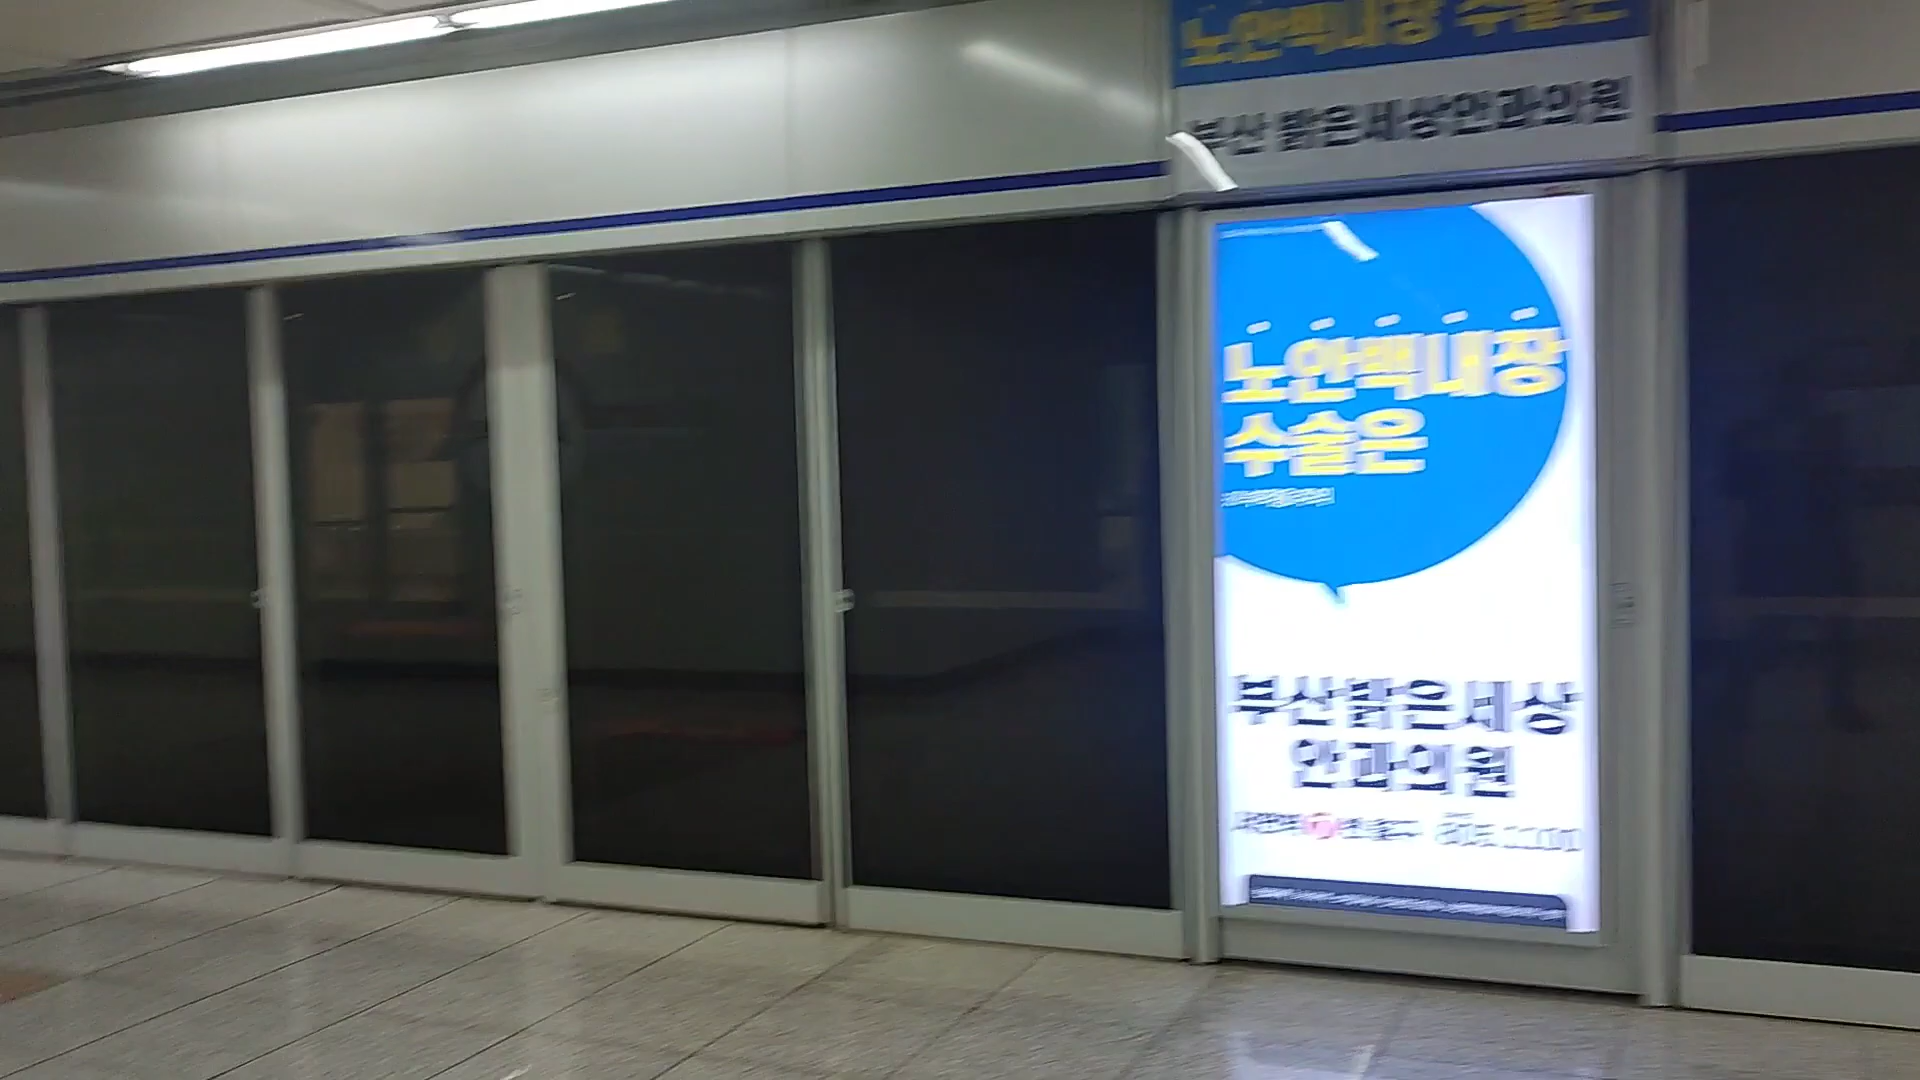 노안백내장 수술은
부산 밝은세상안과의원
노안백내장
수술은
부산밝은세상
안과의원